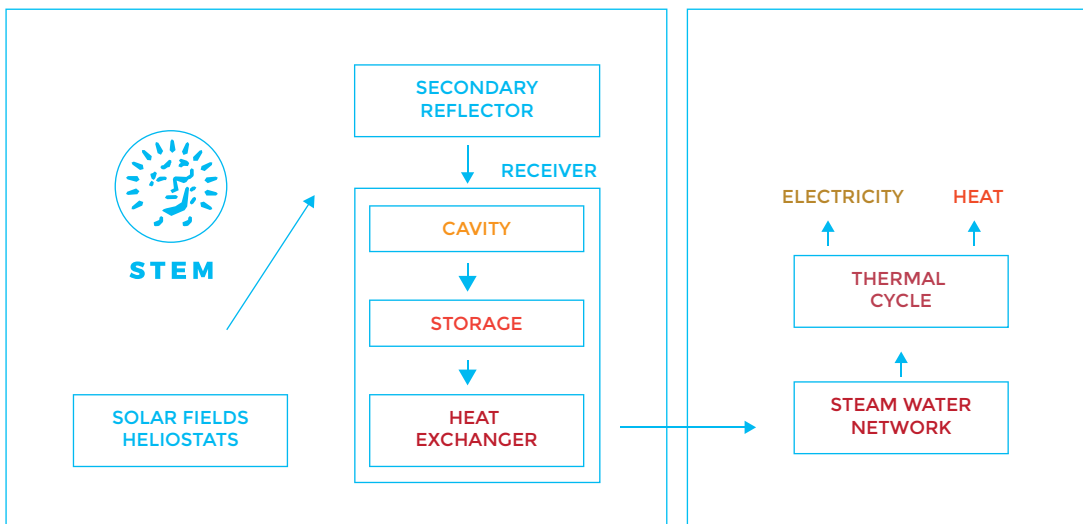 STEM
SOLAR FIELDS
HELIOSTATS
SECONDARY
REFLECTOR
RECEIVER
CAVITY
STORAGE
HEAT
EXCHANGER
ELECTRICITY
HEAT
THERMAL
CYCLE
STEAM WATER
NETWORK